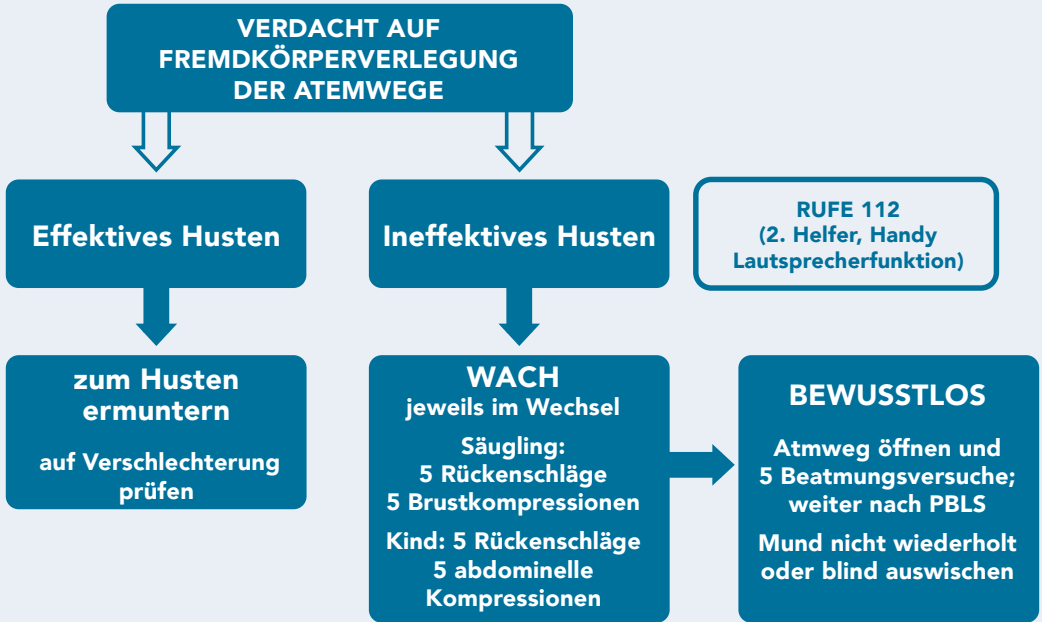 VERDACHT AUF
FREMDKÖRPERVERLEGUNG
DER ATEMWEGE
Effektives Husten
Ineffektives Husten
RUFE 112
(2. Helfer, Handy
Lautsprecherfunktion)
zum Husten
ermuntern
auf Verschlechterung
prüfen
WACH
jeweils im Wechsel
Säugling:
5 Rückenschläge
5 Brustkompressionen
Kind: 5 Rückenschläge
5 abdominelle
Kompressionen
BEWUSSTLOS
Atmweg öffnen und
5 Beatmungsversuche;
weiter nach PBLS
Mund nicht wiederholt
oder blind auswischen